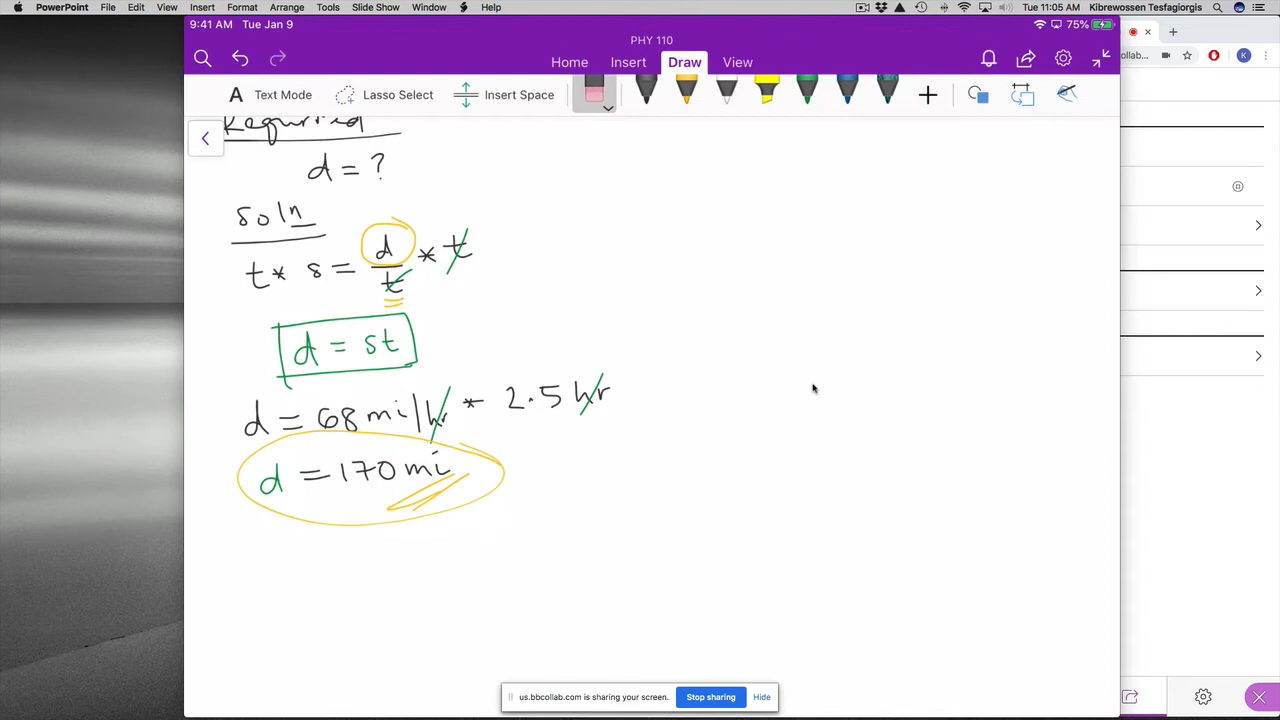 PowerPoint File Edit View Insert Format Arrange Tools Slide Show Window Help Tue Jan 11:05 AM Kibrewossen Tesfagiorgis
9:41 AM Tue Jan 9 75%
PHY 110
collab...
Home Insert Draw View
A Text Mode Lasso Select Insert Space
Required
d = ?
soln
t * s = d/t * t
d = st
d = 68 mi/hr * 2.5 hr
d = 170 mi
us.bbcollab.com is sharing your screen. Stop sharing Hide